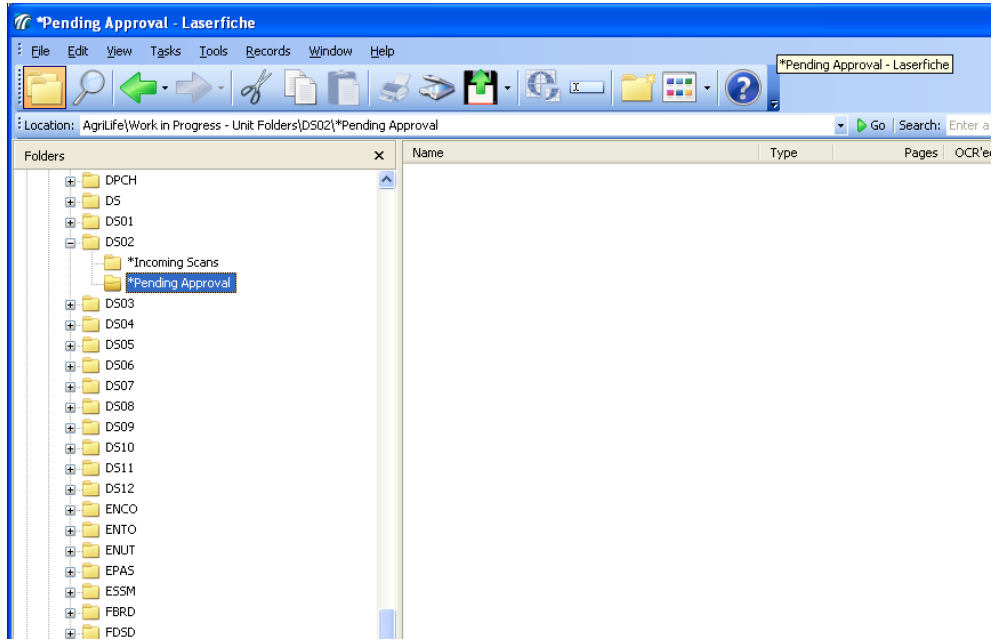 *Pending Approval - Laserfiche
File Edit View Tasks Tools Records Window Help
*Pending Approval - Laserfiche
Location: AgriLife\Work in Progress - Unit Folders\DS02\*Pending Approval Go Search: Enter a
Folders x Name Type Pages OCR'e
DPCH
DS
DS01
DS02
*Incoming Scans
*Pending Approval
DS03
DS04
DS05
DS06
DS07
DS08
DS09
DS10
DS11
DS12
ENCO
ENTO
ENUT
EPAS
ESSM
FBRD
FDSD